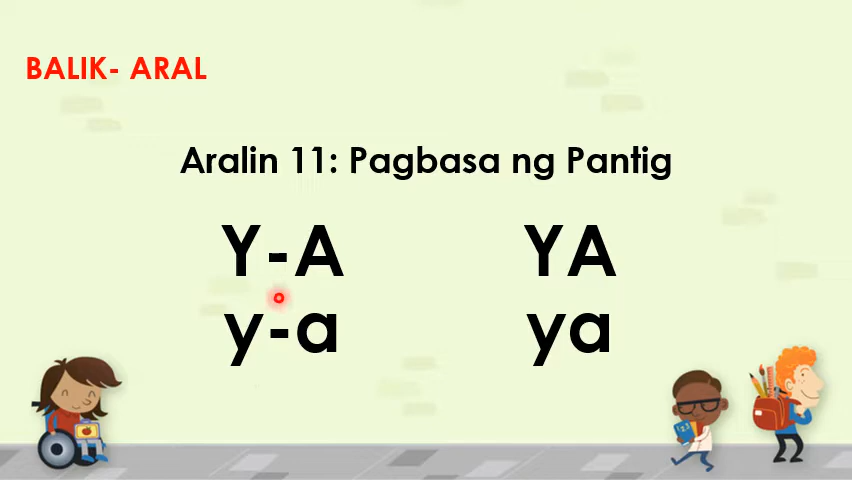 BALIK- ARAL
Aralin 11: Pagbasa ng Pantig
Y-A YA
y-a ya